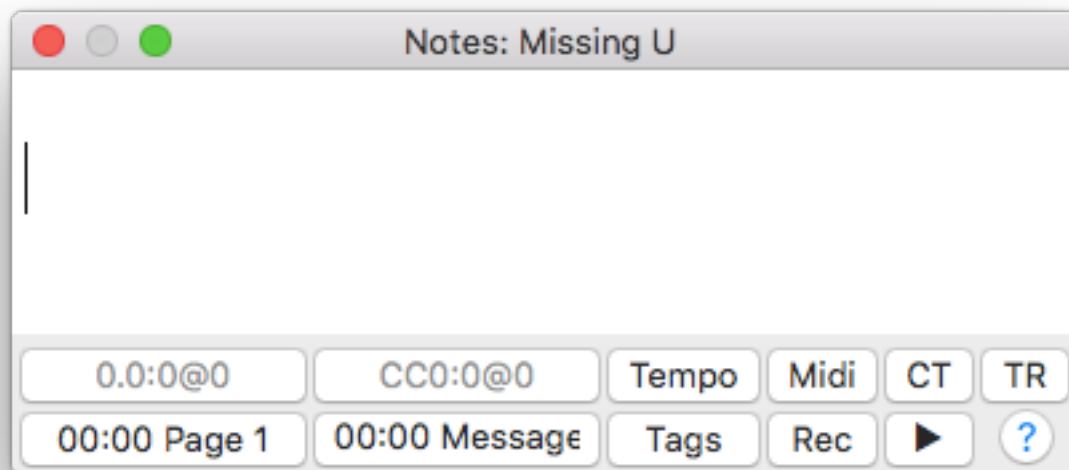 Notes: Missing U
0.0:0@0 CC0:0@0 Tempo Midi CT TR
00:00 Page 1 00:00 Message Tags Rec ?